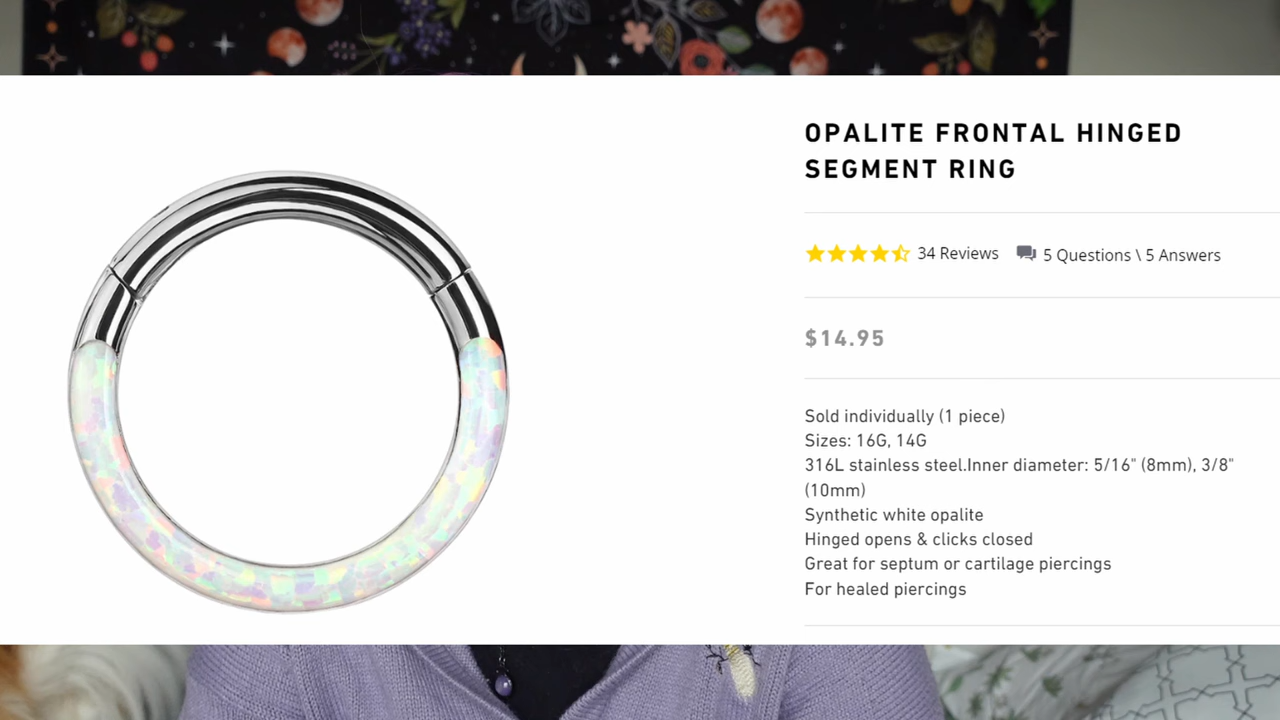 OPALITE FRONTAL HINGED
SEGMENT RING
34 Reviews 5 Questions \ 5 Answers
$14.95
Sold individually (1 piece)
Sizes: 16G, 14G
316L stainless steel.Inner diameter: 5/16" (8mm), 3/8"
(10mm)
Synthetic white opalite
Hinged opens & clicks closed
Great for septum or cartilage piercings
For healed piercings